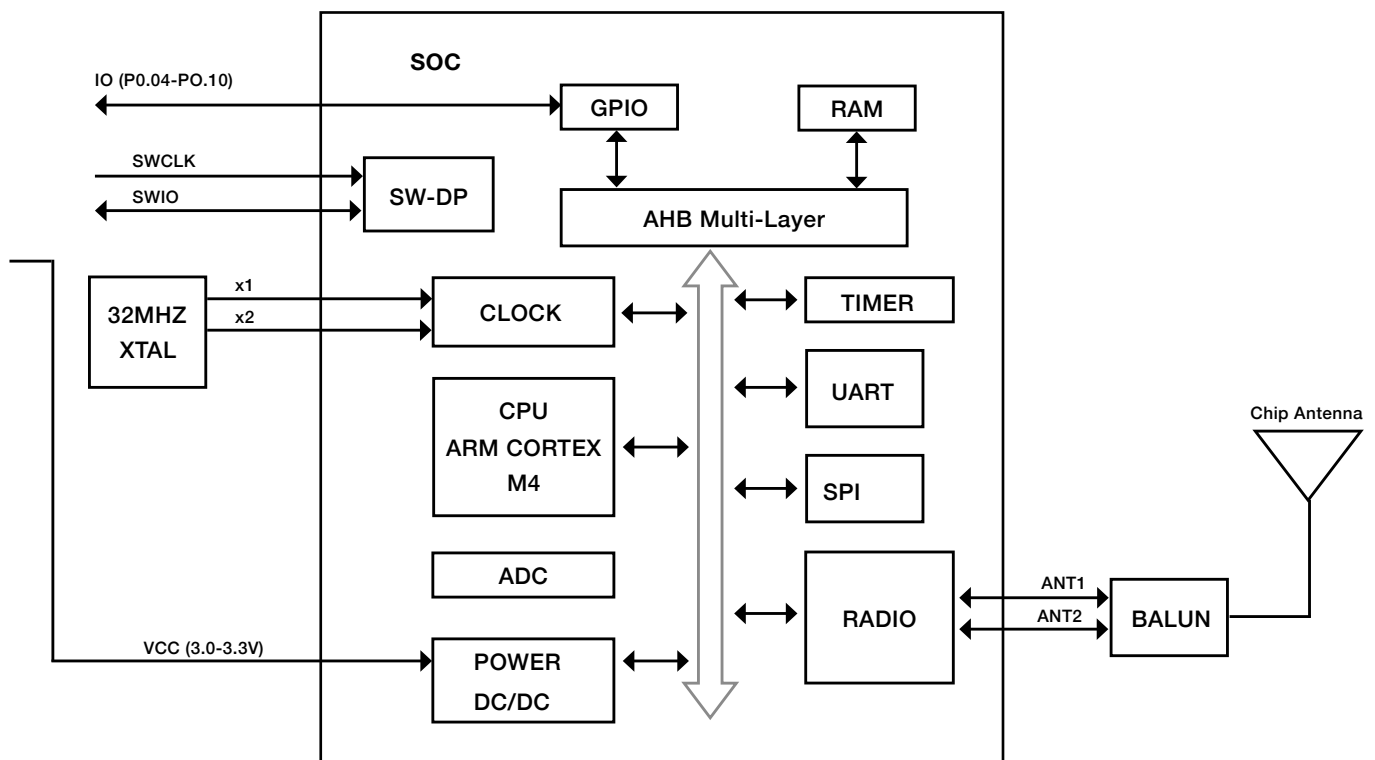 SOC
IO (P0.04-PO.10)
GPIO
RAM
SWCLK
SWIO
SW-DP
AHB Multi-Layer
32MHZ
XTAL
x1
x2
CLOCK
TIMER
CPU
ARM CORTEX
M4
UART
SPI
ADC
RADIO
ANT1
ANT2
BALUN
Chip Antenna
VCC (3.0-3.3V)
POWER
DC/DC